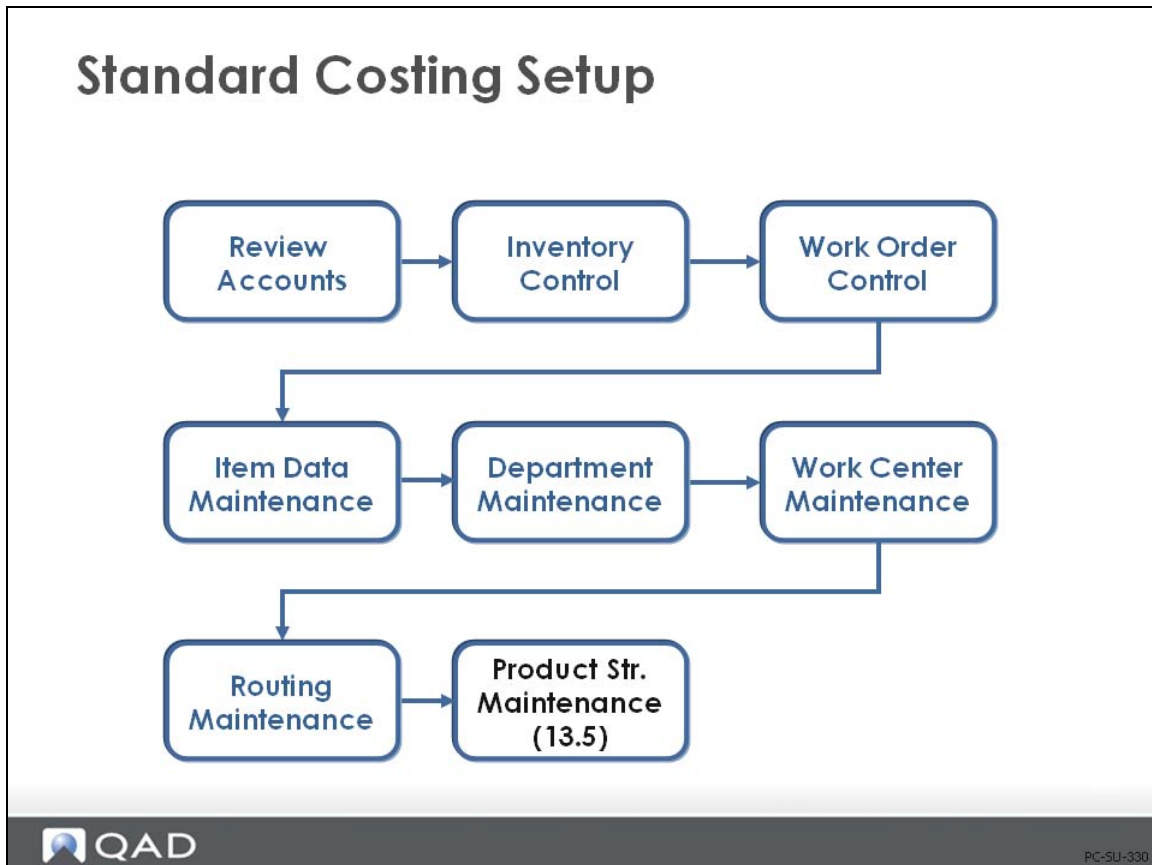 Standard Costing Setup
Review
Accounts
Inventory
Control
Work Order
Control
Item Data
Maintenance
Department
Maintenance
Work Center
Maintenance
Routing
Maintenance
Product Str.
Maintenance
(13.5)
QAD
PC-SU-330